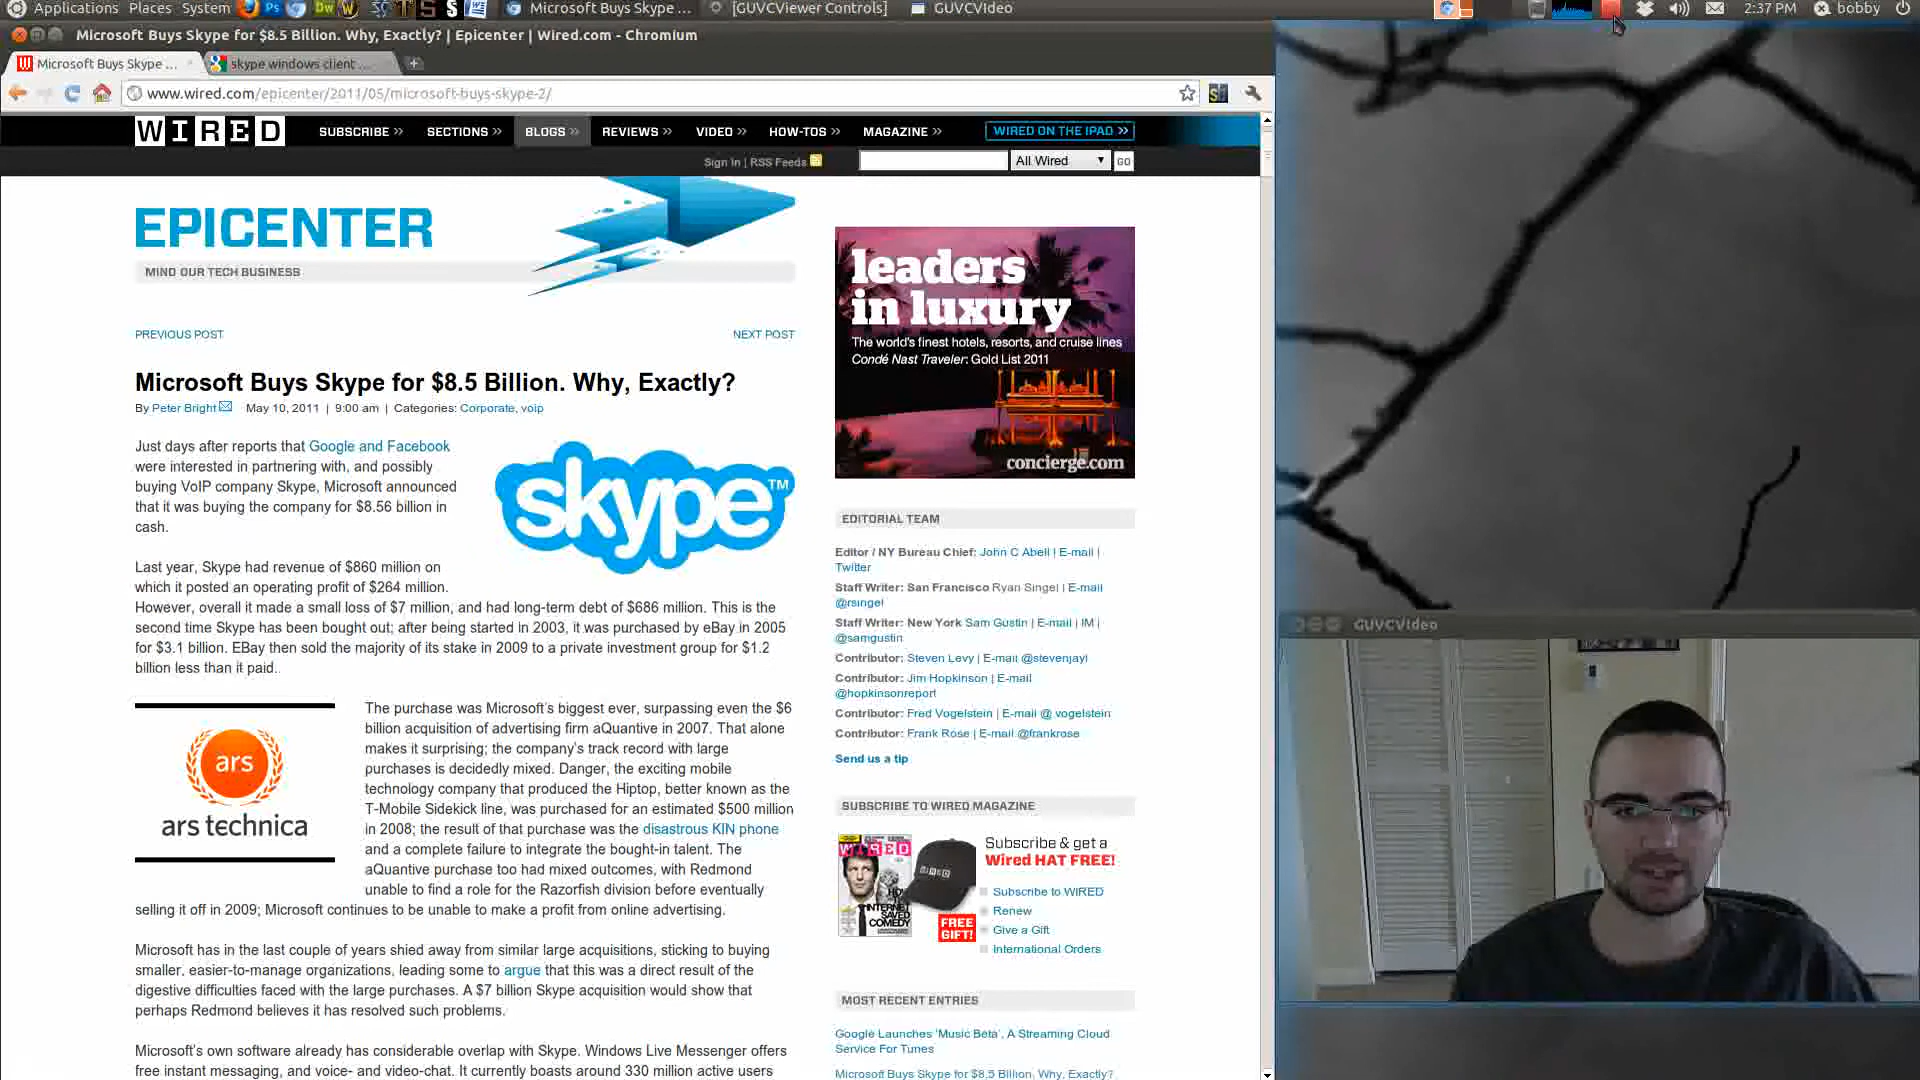 Applications Places System Ps Dw W T S S Microsoft Buys Skype ... [GUVCViewer Controls] GUVCVideo 2:37 PM bobby
Microsoft Buys Skype for $8.5 Billion. Why, Exactly? | Epicenter | Wired.com - Chromium
Microsoft Buys Skype ... skype windows client ...
www.wired.com/epicenter/2011/05/microsoft-buys-skype-2/
WIRED SUBSCRIBE >> SECTIONS >> BLOGS >> REVIEWS >> VIDEO >> HOW-TOS >> MAGAZINE >> WIRED ON THE IPAD >>
Sign In | RSS Feeds All Wired GO
EPICENTER
MIND OUR TECH BUSINESS
PREVIOUS POST NEXT POST
Microsoft Buys Skype for $8.5 Billion. Why, Exactly?
By Peter Bright May 10, 2011 | 9:00 am | Categories: Corporate, voip
Just days after reports that Google and Facebook
were interested in partnering with, and possibly
buying VoIP company Skype, Microsoft announced
that it was buying the company for $8.56 billion in
cash.
skype TM
Last year, Skype had revenue of $860 million on
which it posted an operating profit of $264 million.
However, overall it made a small loss of $7 million, and had long-term debt of $686 million. This is the
second time Skype has been bought out; after being started in 2003, it was purchased by eBay in 2005
for $3.1 billion. EBay then sold the majority of its stake in 2009 to a private investment group for $1.2
billion less than it paid.
ars
ars technica
The purchase was Microsoft's biggest ever, surpassing even the $6
billion acquisition of advertising firm aQuantive in 2007. That alone
makes it surprising; the company's track record with large
purchases is decidedly mixed. Danger, the exciting mobile
technology company that produced the Hiptop, better known as the
T-Mobile Sidekick line, was purchased for an estimated $500 million
in 2008; the result of that purchase was the disastrous KIN phone
and a complete failure to integrate the bought-in talent. The
aQuantive purchase too had mixed outcomes, with Redmond
unable to find a role for the Razorfish division before eventually
selling it off in 2009; Microsoft continues to be unable to make a profit from online advertising.
Microsoft has in the last couple of years shied away from similar large acquisitions, sticking to buying
smaller, easier-to-manage organizations, leading some to argue that this was a direct result of the
digestive difficulties faced with the large purchases. A $7 billion Skype acquisition would show that
perhaps Redmond believes it has resolved such problems.
Microsoft's own software already has considerable overlap with Skype. Windows Live Messenger offers
free instant messaging, and voice- and video-chat. It currently boasts around 330 million active users
leaders
in luxury
The world's finest hotels, resorts, and cruise lines
Condé Nast Traveler: Gold List 2011
concierge.com
EDITORIAL TEAM
Editor / NY Bureau Chief: John C Abell | E-mail |
Twitter
Staff Writer: San Francisco Ryan Singel | E-mail
@rsingel
Staff Writer: New York Sam Gustin | E-mail | IM |
@samgustin
Contributor: Steven Levy | E-mail @stevenjayl
Contributor: Jim Hopkinson | E-mail
@hopkinsonreport
Contributor: Fred Vogelstein | E-mail @ vogelstein
Contributor: Frank Rose | E-mail @frankrose
Send us a tip
SUBSCRIBE TO WIRED MAGAZINE
WIRED
HOW
INTERNET
SAVED
COMEDY
FREE
GIFT!
Subscribe & get a
Wired HAT FREE!
Subscribe to WIRED
Renew
Give a Gift
International Orders
MOST RECENT ENTRIES
Google Launches 'Music Beta', A Streaming Cloud
Service For Tunes
Microsoft Buys Skype for $8.5 Billion. Why, Exactly?
GUVCVideo